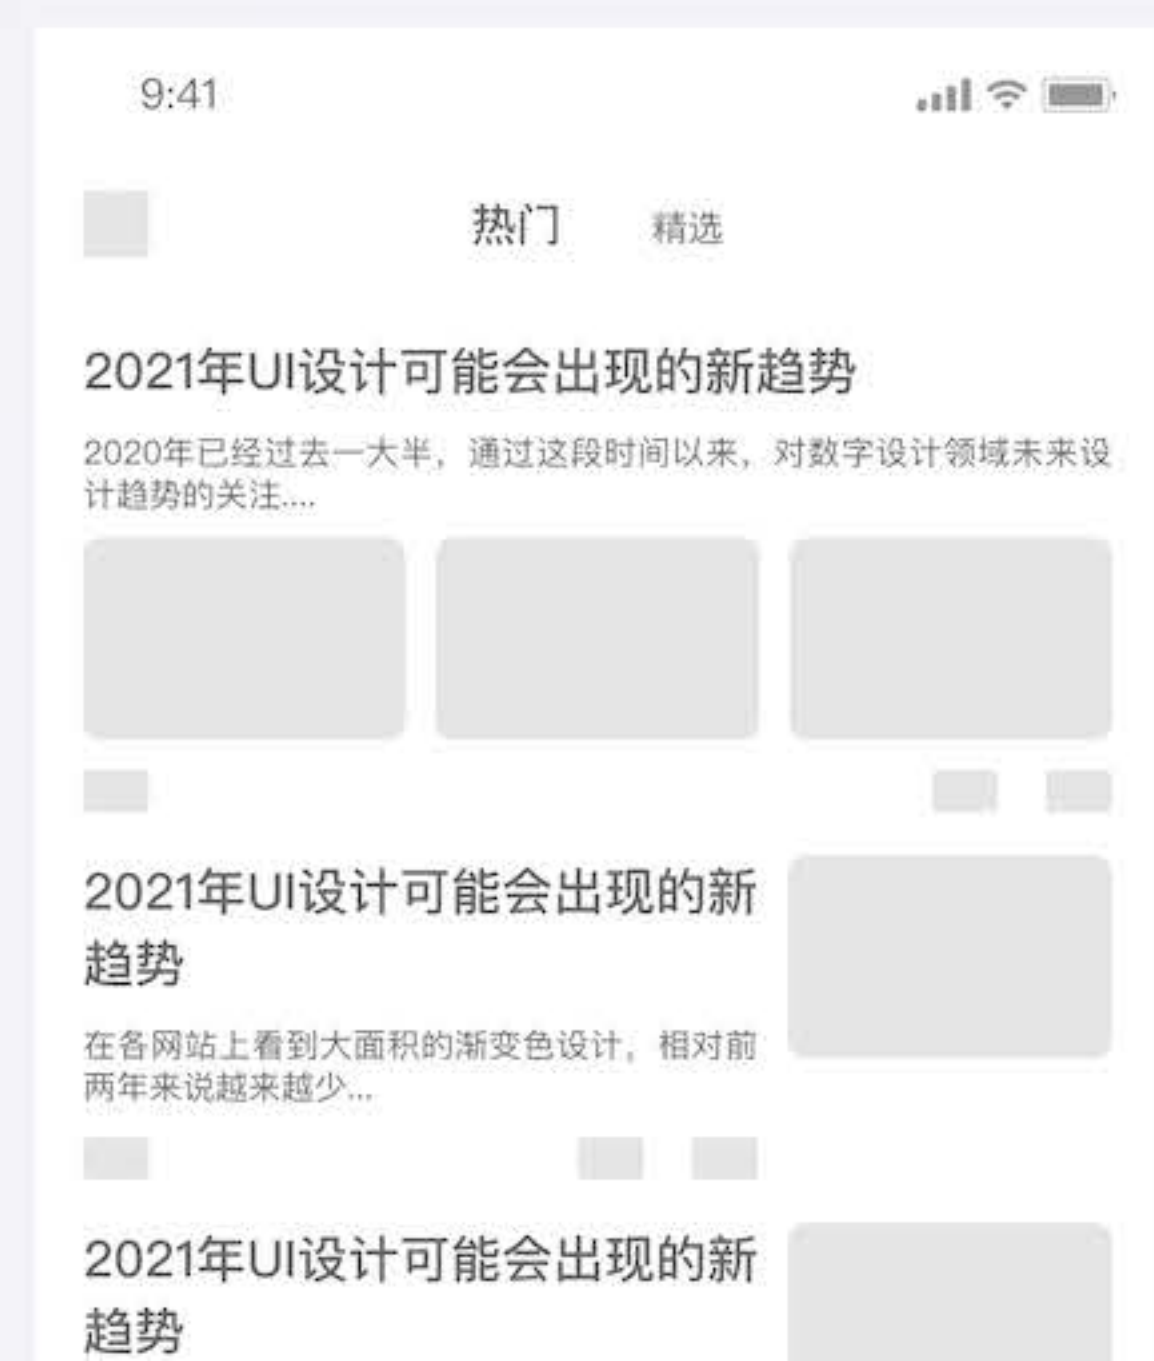 9:41
热门 精选
2021年UI设计可能会出现的新趋势
2020年已经过去一大半，通过这段时间以来，对数字设计领域未来设
计趋势的关注....
2021年UI设计可能会出现的新
趋势
在各网站上看到大面积的渐变色设计，相对前
两年来说越来越少...
2021年UI设计可能会出现的新
趋势